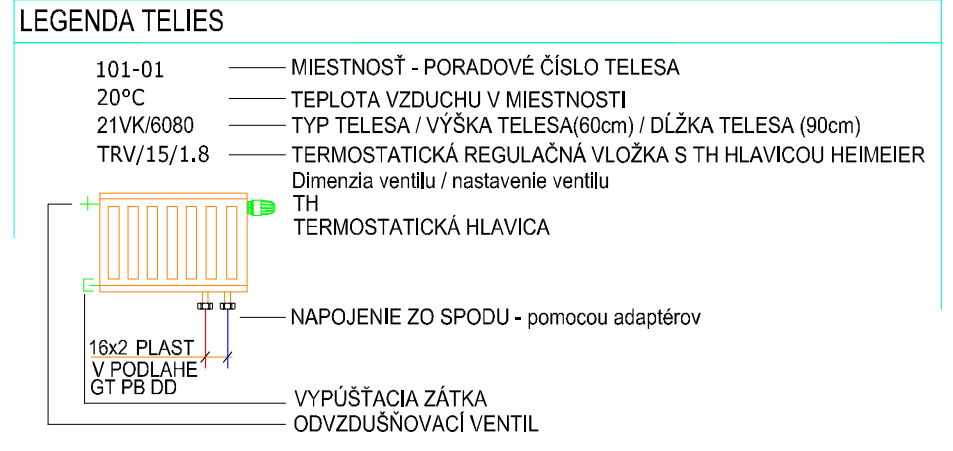 LEGENDA TELIES
101-01 MIESTNOSŤ - PORADOVÉ ČÍSLO TELESA
20ºC TEPLOTA VZDUCHU V MIESTNOSTI
21VK/6080 TYP TELESA / VÝŠKA TELESA(60cm) / DĹŽKA TELESA (90cm)
TRV/15/1.8 TERMOSTATICKÁ REGULAČNÁ VLOŽKA S TH HLAVICOU HEIMEIER
Dimenzia ventilu / nastavenie ventilu
TH
TERMOSTATICKÁ HLAVICA
NAPOJENIE ZO SPODU - pomocou adaptérov
16x2 PLAST
V PODLAHE
GT PB DD
VYPÚŠŤACIA ZÁTKA
ODVZDUŠŇOVACÍ VENTIL